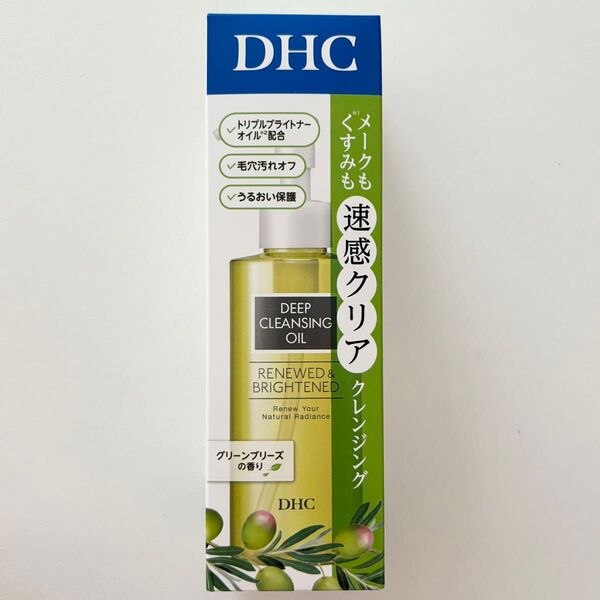 DHC
トリプルブライトナー
オイル※2配合
毛穴汚れオフ
うるおい保護
メークも
くすみも※1
速感クリア
クレンジング
DEEP
CLEANSING
OIL
RENEWED &
BRIGHTENED
Renew Your
Natural Radiance
グリーンブリーズ
の香り
DHC